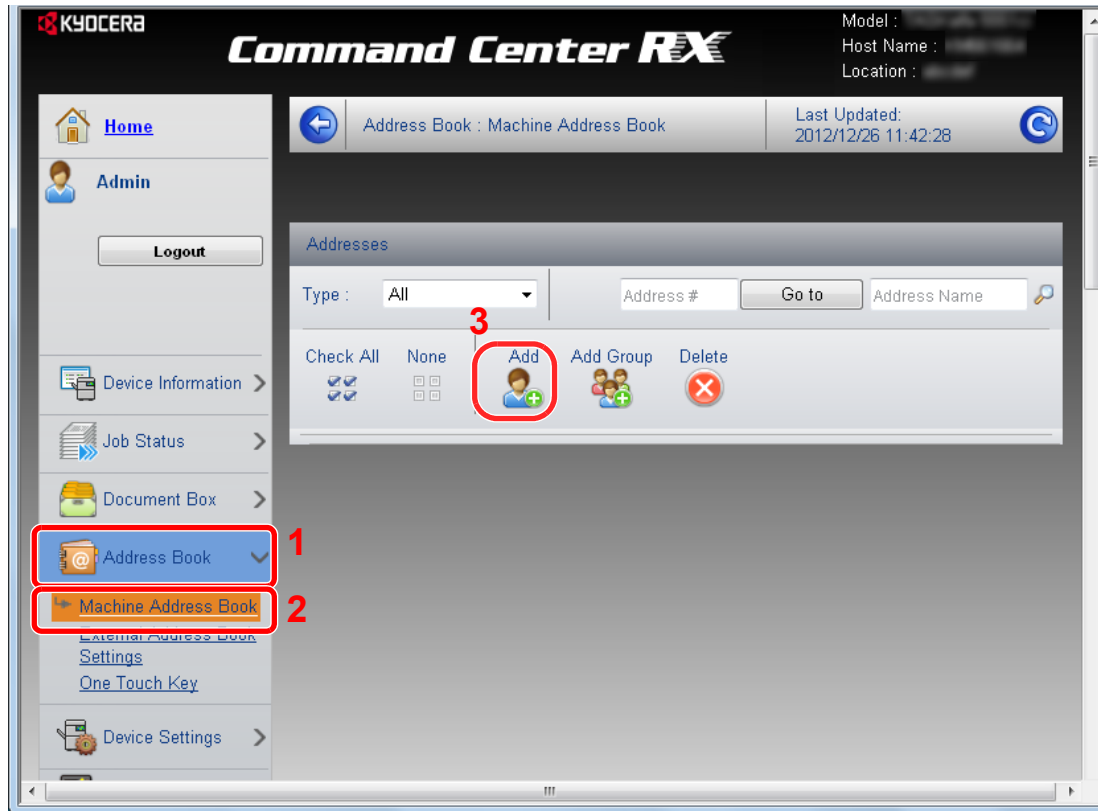 KYOCERA
Command Center RX
Model :
Host Name :
Location :
Home
Admin
Logout
Device Information
Job Status
Document Box
Address Book
1
Machine Address Book
2
External Address Book
Settings
One Touch Key
Device Settings
Address Book : Machine Address Book
Last Updated:
2012/12/26 11:42:28
Addresses
Type :
All
Address #
Go to
Address Name
3
Check All
None
Add
Add Group
Delete